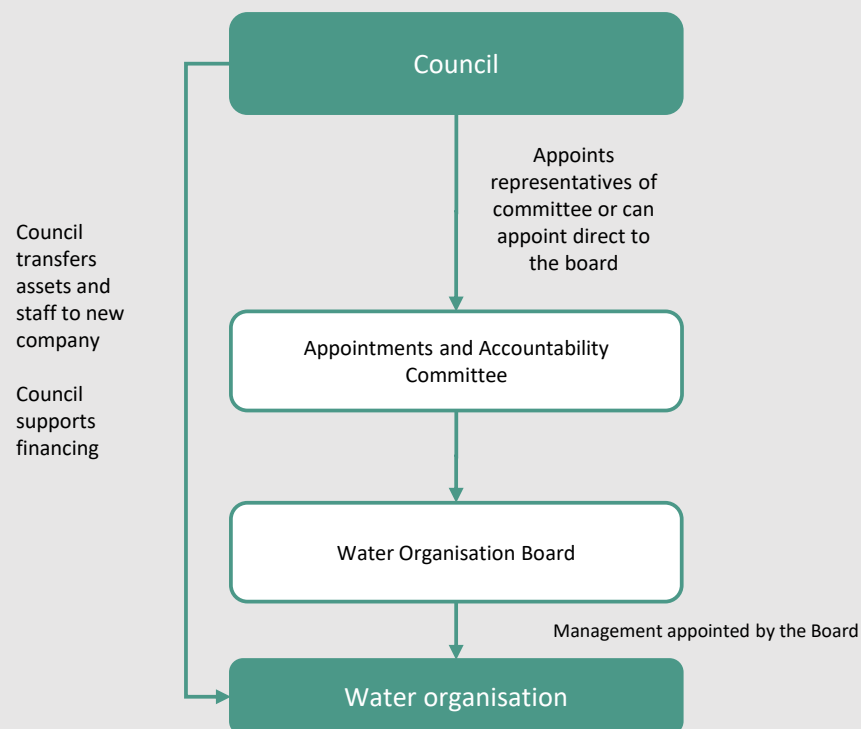 Council
Appoints
representatives of
committee or can
appoint direct to
the board
Council
transfers
assets and
staff to new
company
Council
supports
financing
Appointments and Accountability
Committee
Water Organisation Board
Management appointed by the Board
Water organisation